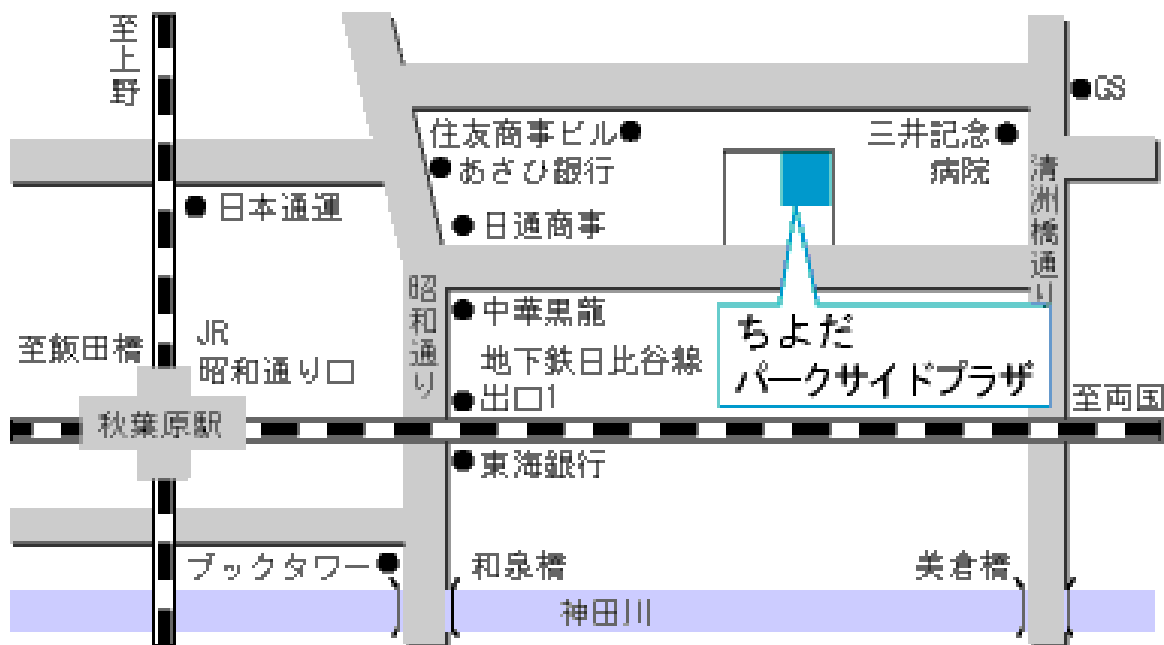 至上野
GS
住友商事ビル
三井記念
病院
あさひ銀行
清洲橋通り
日本通運
日通商事
昭和通り
中華黒龍
ちよだ
パークサイドプラザ
JR
昭和通り口
至飯田橋
地下鉄日比谷線
出口1
至両国
秋葉原駅
東海銀行
ブックタワー
和泉橋
美倉橋
神田川